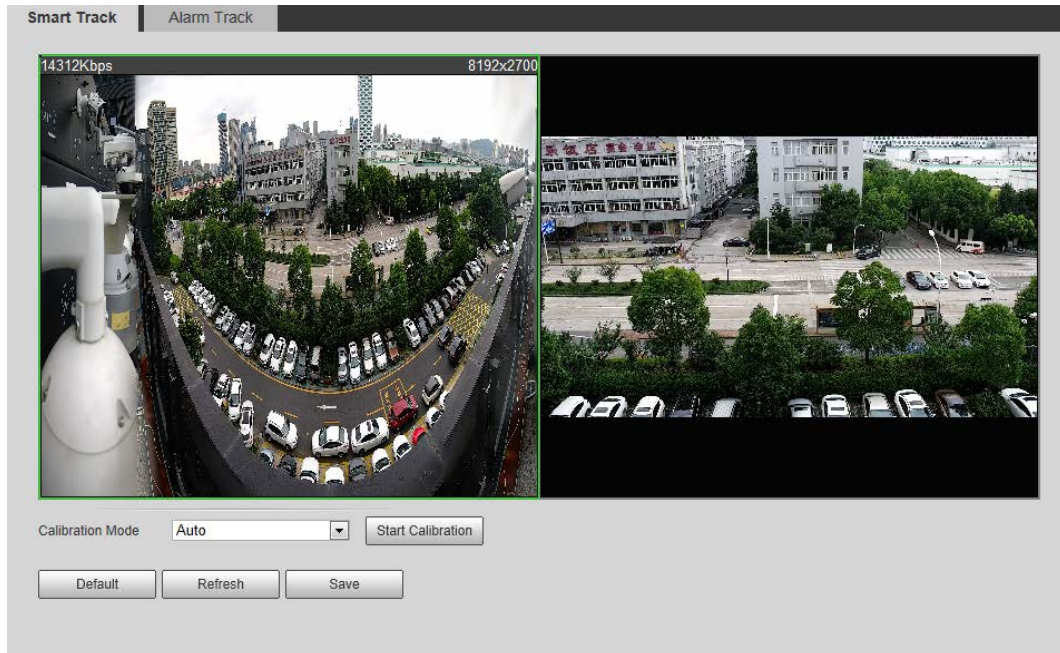 Smart Track
Alarm Track
14312Kbps
8192x2700
Calibration Mode
Auto
Start Calibration
Default
Refresh
Save